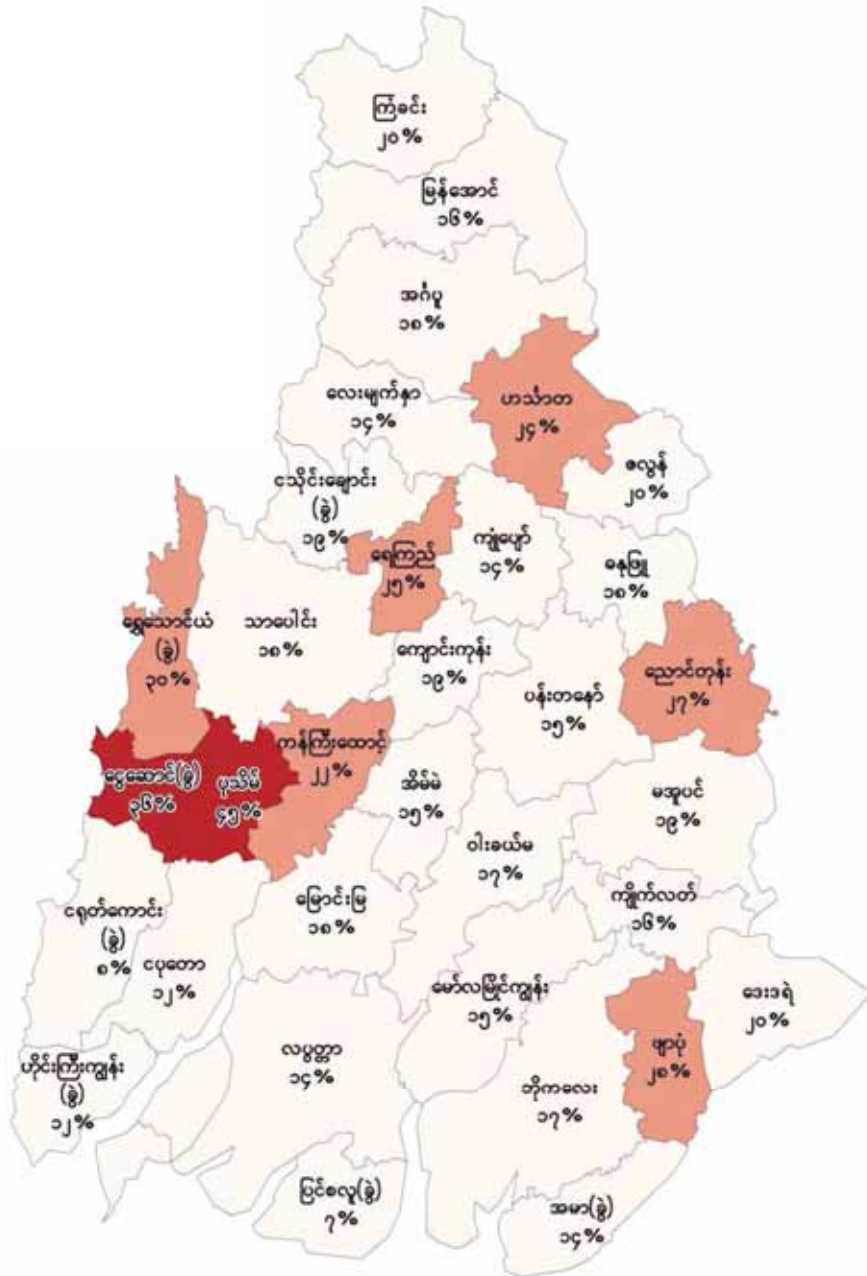 ကြံခင်း
၂၀%
မြန်အောင်
၁၆%
အင်္ဂပူ
၁၈%
လေးမျက်နှာ
၁၄%
ဟင်္သာတ
၂၄%
ဇလွန်
၂၀%
ငသိုင်းချောင်း
(ခွဲ)
၁၉%
ရေကြည်
၂၅%
ကျုံပျော်
၁၄%
ဓနုဖြူ
၁၈%
ရွှေသောင်ယံ
(ခွဲ)
၃၀%
သာပေါင်း
၁၈%
ကျောင်းကုန်း
၁၉%
ပန်းတနော်
၁၅%
ညောင်တုန်း
၂၇%
ငွေဆောင်(ခွဲ)
၃၆%
ပုသိမ်
၄၅%
ကန်ကြီးထောင့်
၂၂%
အိမ်မဲ
၁၅%
မအူပင်
၁၉%
ဝါးခယ်မ
၁၇%
ကျိုက်လတ်
၁၆%
ငရုတ်ကောင်း
(ခွဲ)
၈%
ငပုတော
၁၂%
မြောင်းမြ
၁၈%
မော်လမြိုင်ကျွန်း
၁၅%
ဒေးဒရဲ
၂၀%
ဟိုင်းကြီးကျွန်း
(ခွဲ)
၁၂%
လပွတ္တာ
၁၄%
ဘိုကလေး
၁၇%
ဖျာပုံ
၂၈%
ပြင်စလူ(ခွဲ)
၇%
အမာ(ခွဲ)
၁၄%